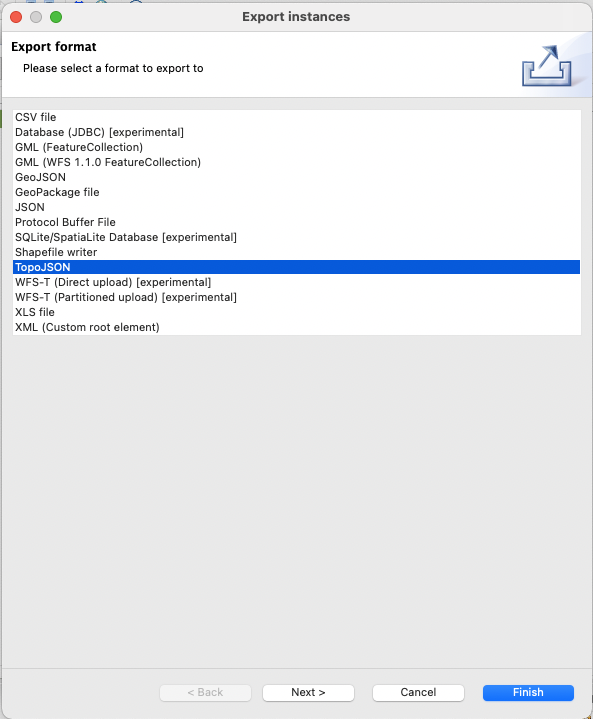 Export instances
Export format
Please select a format to export to
CSV file
Database (JDBC) [experimental]
GML (FeatureCollection)
GML (WFS 1.1.0 FeatureCollection)
GeoJSON
GeoPackage file
JSON
Protocol Buffer File
SQLite/SpatiaLite Database [experimental]
Shapefile writer
TopoJSON
WFS-T (Direct upload) [experimental]
WFS-T (Partitioned upload) [experimental]
XLS file
XML (Custom root element)
< Back Next > Cancel Finish